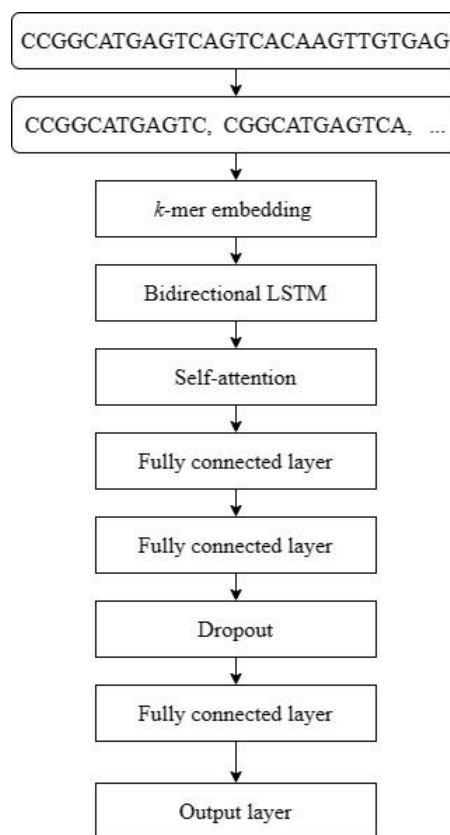 CCGGCATGAGTCAGTCACAAGTTGTGAG
CCGGCATGAGTC, CGGCATGAGTCA, ...
k-mer embedding
Bidirectional LSTM
Self-attention
Fully connected layer
Fully connected layer
Dropout
Fully connected layer
Output layer